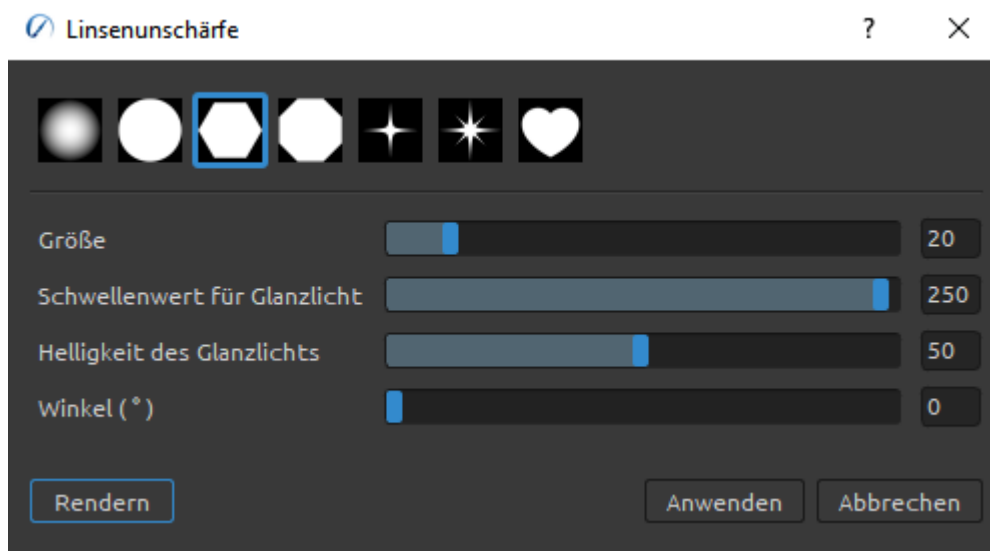 Linsenunschärfe ?
Größe 20
Schwellenwert für Glanzlicht 250
Helligkeit des Glanzlichts 50
Winkel (°) 0
Rendern Anwenden Abbrechen